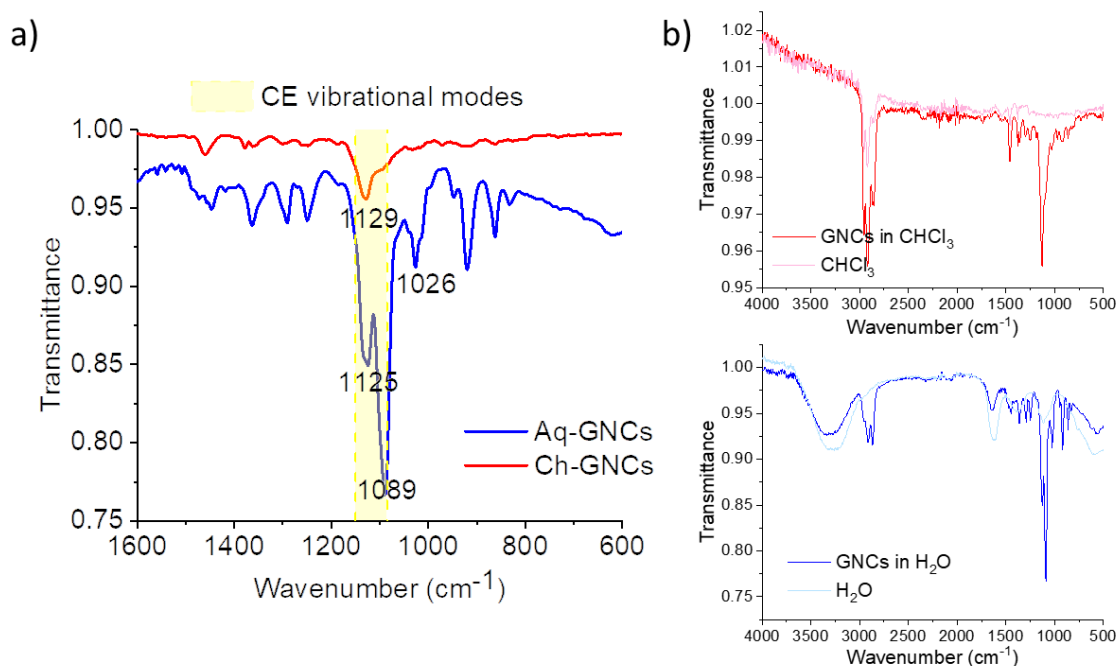 a)
CE vibrational modes
1.00
0.95
0.90
0.85
0.80
0.75
Transmittance
1129
1026
1125
1089
Aq-GNCs
Ch-GNCs
1600 1400 1200 1000 800 600
Wavenumber (cm⁻¹)
b)
1.02
1.01
1.00
0.99
0.98
0.97
0.96
Transmittance
GNCs in CHCl₃
CHCl₃
4000 3500 3000 2500 2000 1500 1000 500
Wavenumber (cm⁻¹)
1.00
0.95
0.90
0.85
0.80
0.75
Transmittance
GNCs in H₂O
H₂O
4000 3500 3000 2500 2000 1500 1000 500
Wavenumber (cm⁻¹)